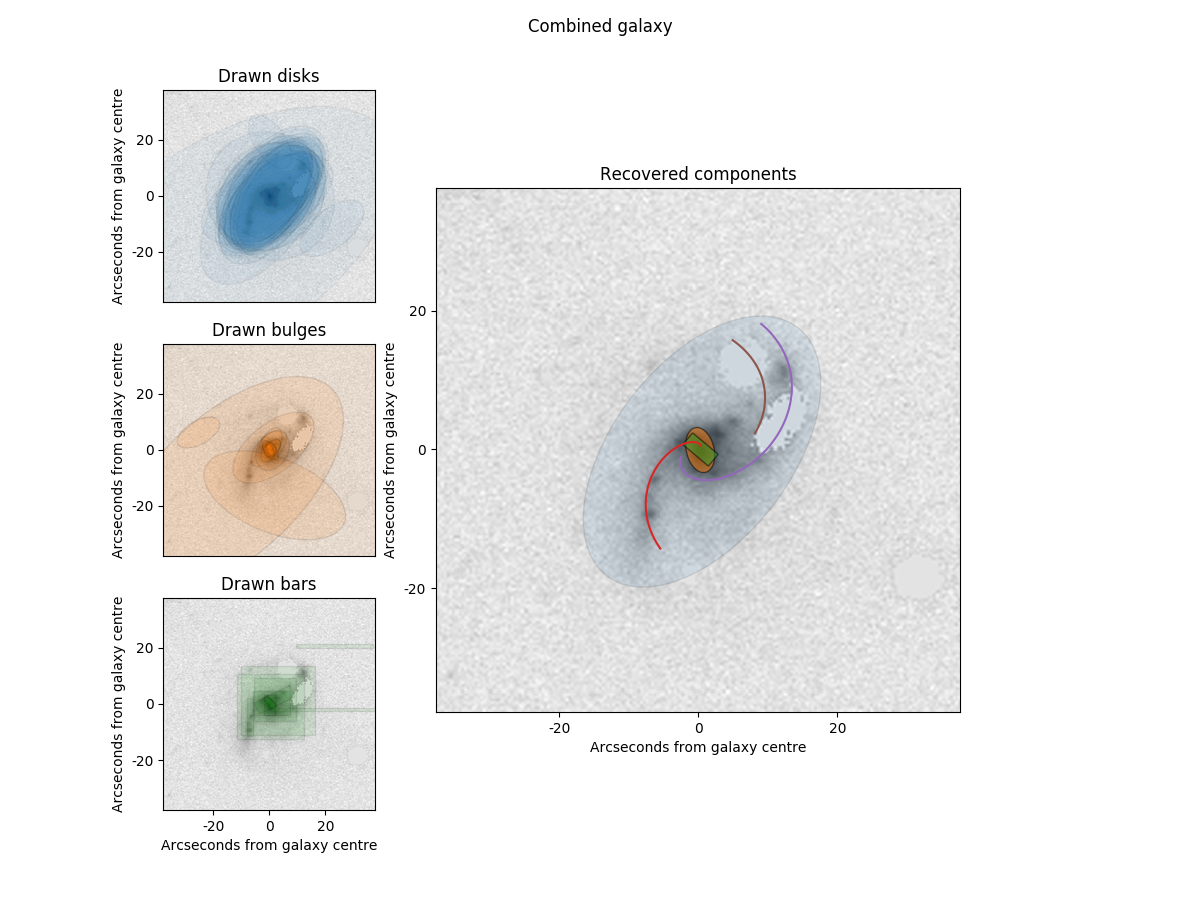 Combined galaxy
Drawn disks
Arcseconds from galaxy centre
20
0
-20
Drawn bulges
Arcseconds from galaxy centre
20
0
-20
Drawn bars
Arcseconds from galaxy centre
20
0
-20
-20 0 20
Arcseconds from galaxy centre
Recovered components
Arcseconds from galaxy centre
20
0
-20
-20 0 20
Arcseconds from galaxy centre